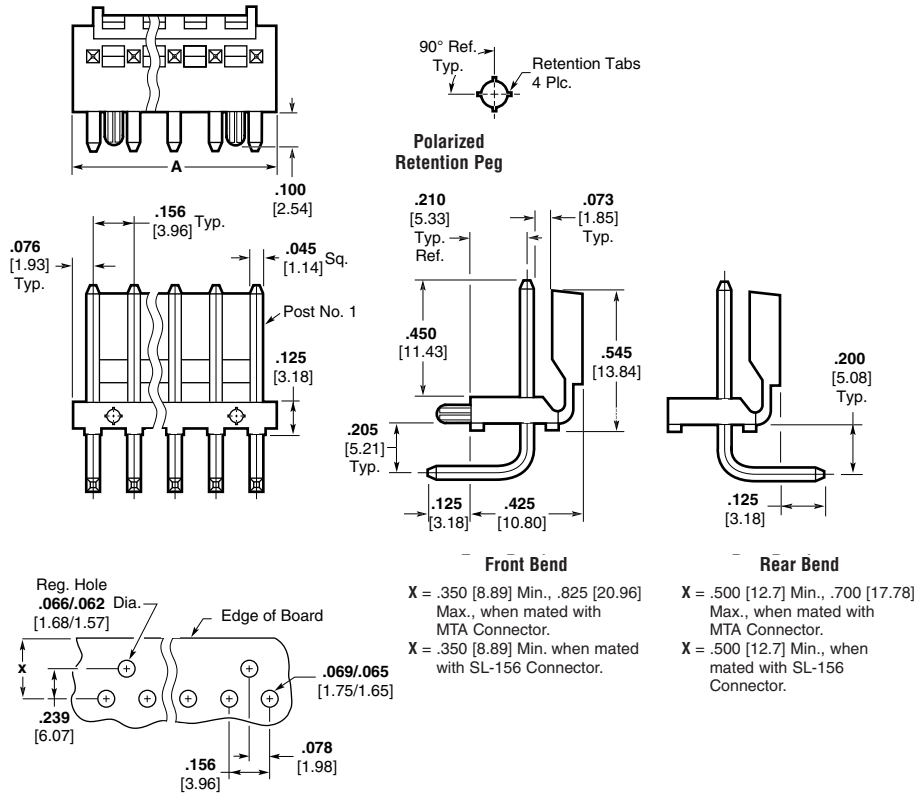 90° Ref.
Typ.
Retention Tabs
4 Plc.
Polarized
Retention Peg
A
.100
[2.54]
.156
[3.96]
Typ.
.076
[1.93]
Typ.
.045
[1.14]
Sq.
Post No. 1
.125
[3.18]
.210
[5.33]
Typ.
Ref.
.073
[1.85]
Typ.
.450
[11.43]
.545
[13.84]
.205
[5.21]
Typ.
.125
[3.18]
.425
[10.80]
.200
[5.08]
Typ.
.125
[3.18]
Front Bend
X = .350 [8.89] Min., .825 [20.96]
Max., when mated with
MTA Connector.
X = .350 [8.89] Min. when mated
with SL-156 Connector.
Rear Bend
X = .500 [12.7] Min., .700 [17.78]
Max., when mated with
MTA Connector.
X = .500 [12.7] Min., when
mated with SL-156
Connector.
Reg. Hole
.066/.062 Dia.
[1.68/1.57]
Edge of Board
x
.069/.065
[1.75/1.65]
.239
[6.07]
.078
[1.98]
.156
[3.96]